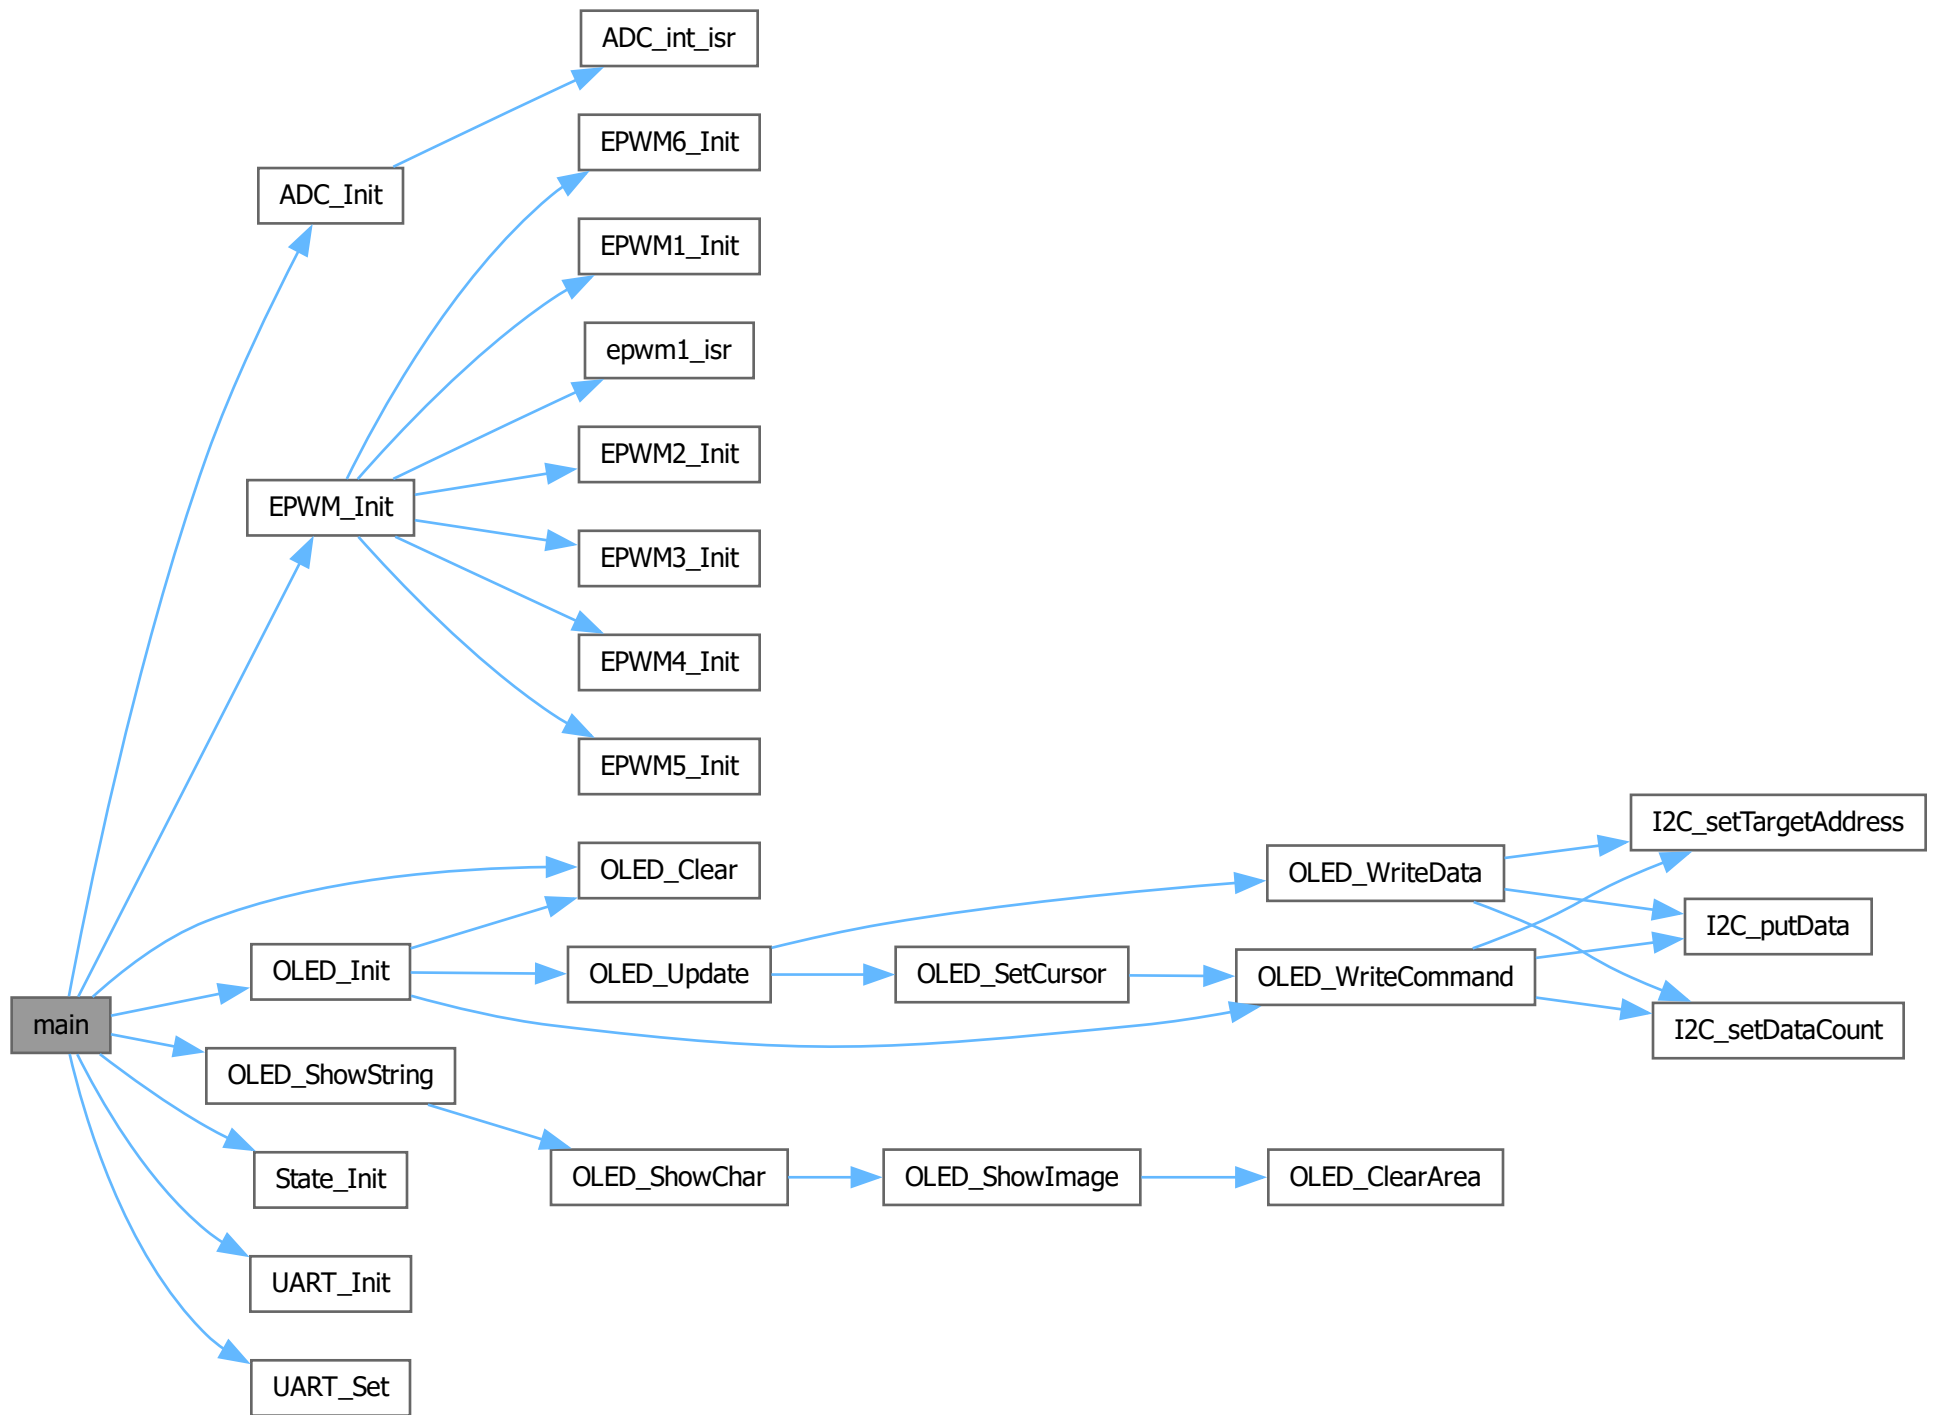 ADC_int_isr
EPWM6_Init
ADC_Init
EPWM1_Init
epwm1_isr
EPWM2_Init
EPWM_Init
EPWM3_Init
EPWM4_Init
EPWM5_Init
I2C_setTargetAddress
OLED_Clear
OLED_WriteData
I2C_putData
OLED_Init
OLED_Update
OLED_SetCursor
OLED_WriteCommand
main
I2C_setDataCount
OLED_ShowString
State_Init
OLED_ShowChar
OLED_ShowImage
OLED_ClearArea
UART_Init
UART_Set